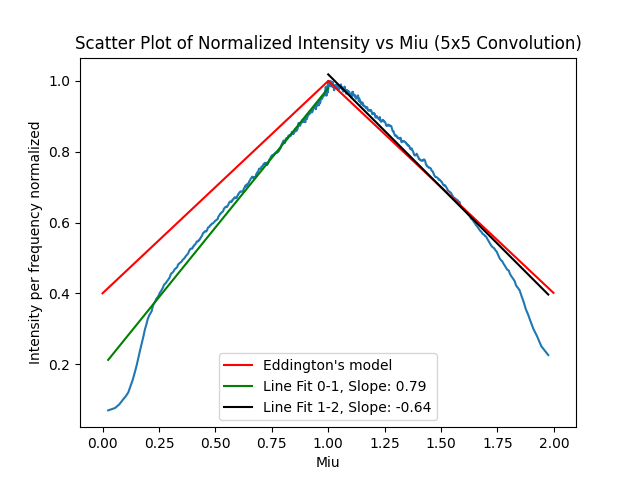 Scatter Plot of Normalized Intensity vs Miu (5x5 Convolution)
Intensity per frequency normalized
1.0
0.8
0.6
0.4
0.2
Eddington's model
Line Fit 0-1, Slope: 0.79
Line Fit 1-2, Slope: -0.64
0.00 0.25 0.50 0.75 1.00 1.25 1.50 1.75 2.00
Miu